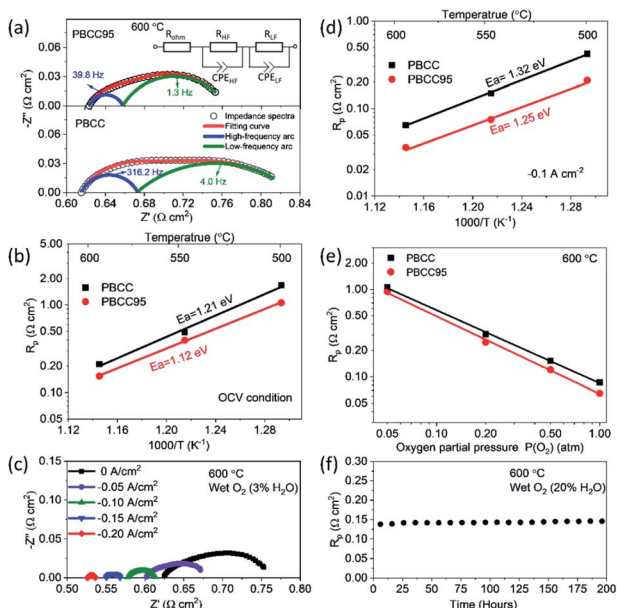 (a)
PBCC95
600 °C
R_ohm
R_HF
R_LF
CPE_HF
CPE_LF
39.8 Hz
1.3 Hz
PBCC
Impedance spectra
Fitting curve
High-frequency arc
Low-frequency arc
316.2 Hz
4.0 Hz
-Z'' (Ω cm²)
0.06
0.03
0.00
0.09
0.06
0.03
0.00
0.60 0.64 0.68 0.72 0.76 0.80 0.84
Z' (Ω cm²)
(b)
Temperatrue (°C)
600 550 500
PBCC
PBCC95
Ea=1.21 eV
Ea=1.12 eV
OCV condition
R_p (Ω cm²)
5.00
1.00
0.50
0.10
0.05
1.12 1.16 1.20 1.24 1.28
1000/T (K⁻¹)
(c)
0 A/cm²
-0.05 A/cm²
-0.10 A/cm²
-0.15 A/cm²
-0.20 A/cm²
600 °C
Wet O₂ (3% H₂O)
-Z'' (Ω cm²)
0.15
0.10
0.05
0.00
0.50 0.55 0.60 0.65 0.70 0.75 0.80
Z' (Ω cm²)
(d)
Temperatrue (°C)
600 550 500
PBCC
PBCC95
Ea= 1.32 eV
Ea= 1.25 eV
-0.1 A cm⁻²
R_p (Ω cm²)
1.00
0.50
0.10
0.05
0.01
1.12 1.16 1.20 1.24 1.28
1000/T (K⁻¹)
(e)
PBCC
PBCC95
600 °C
R_p (Ω cm²)
1.00
0.50
0.10
0.05
0.05 0.10 0.20 0.50 1.00
Oxygen partial pressure P(O₂) (atm)
(f)
600 °C
Wet O₂ (20% H₂O)
R_p (Ω cm²)
0.30
0.25
0.20
0.15
0.10
0.05
0.00
0 25 50 75 100 125 150 175 200
Time (Hours)